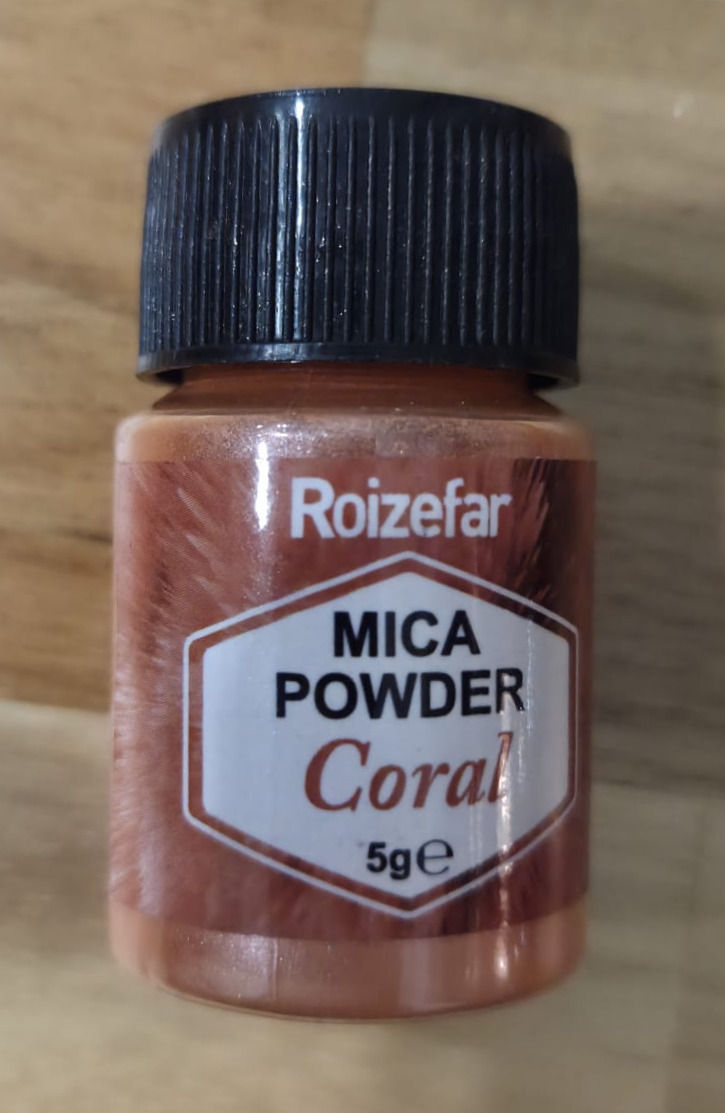 Roizefar
MICA
POWDER
Coral
5g℮